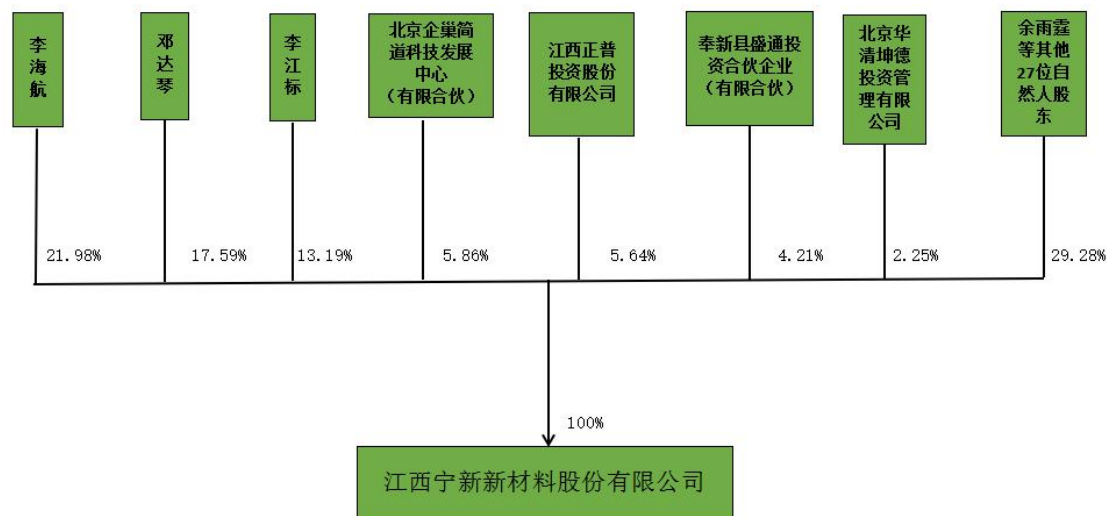 李
海
航
邓
达
琴
李
江
标
北京企巢简
道科技发展
中心
（有限合伙）
江西正普
投资股份
有限公司
奉新县盛通投
资合伙企业
（有限合伙）
北京华
清坤德
投资管
理有限
公司
余雨霆
等其他
27位自
然人股
东
21.98%
17.59%
13.19%
5.86%
5.64%
4.21%
2.25%
29.28%
100%
江西宁新新材料股份有限公司